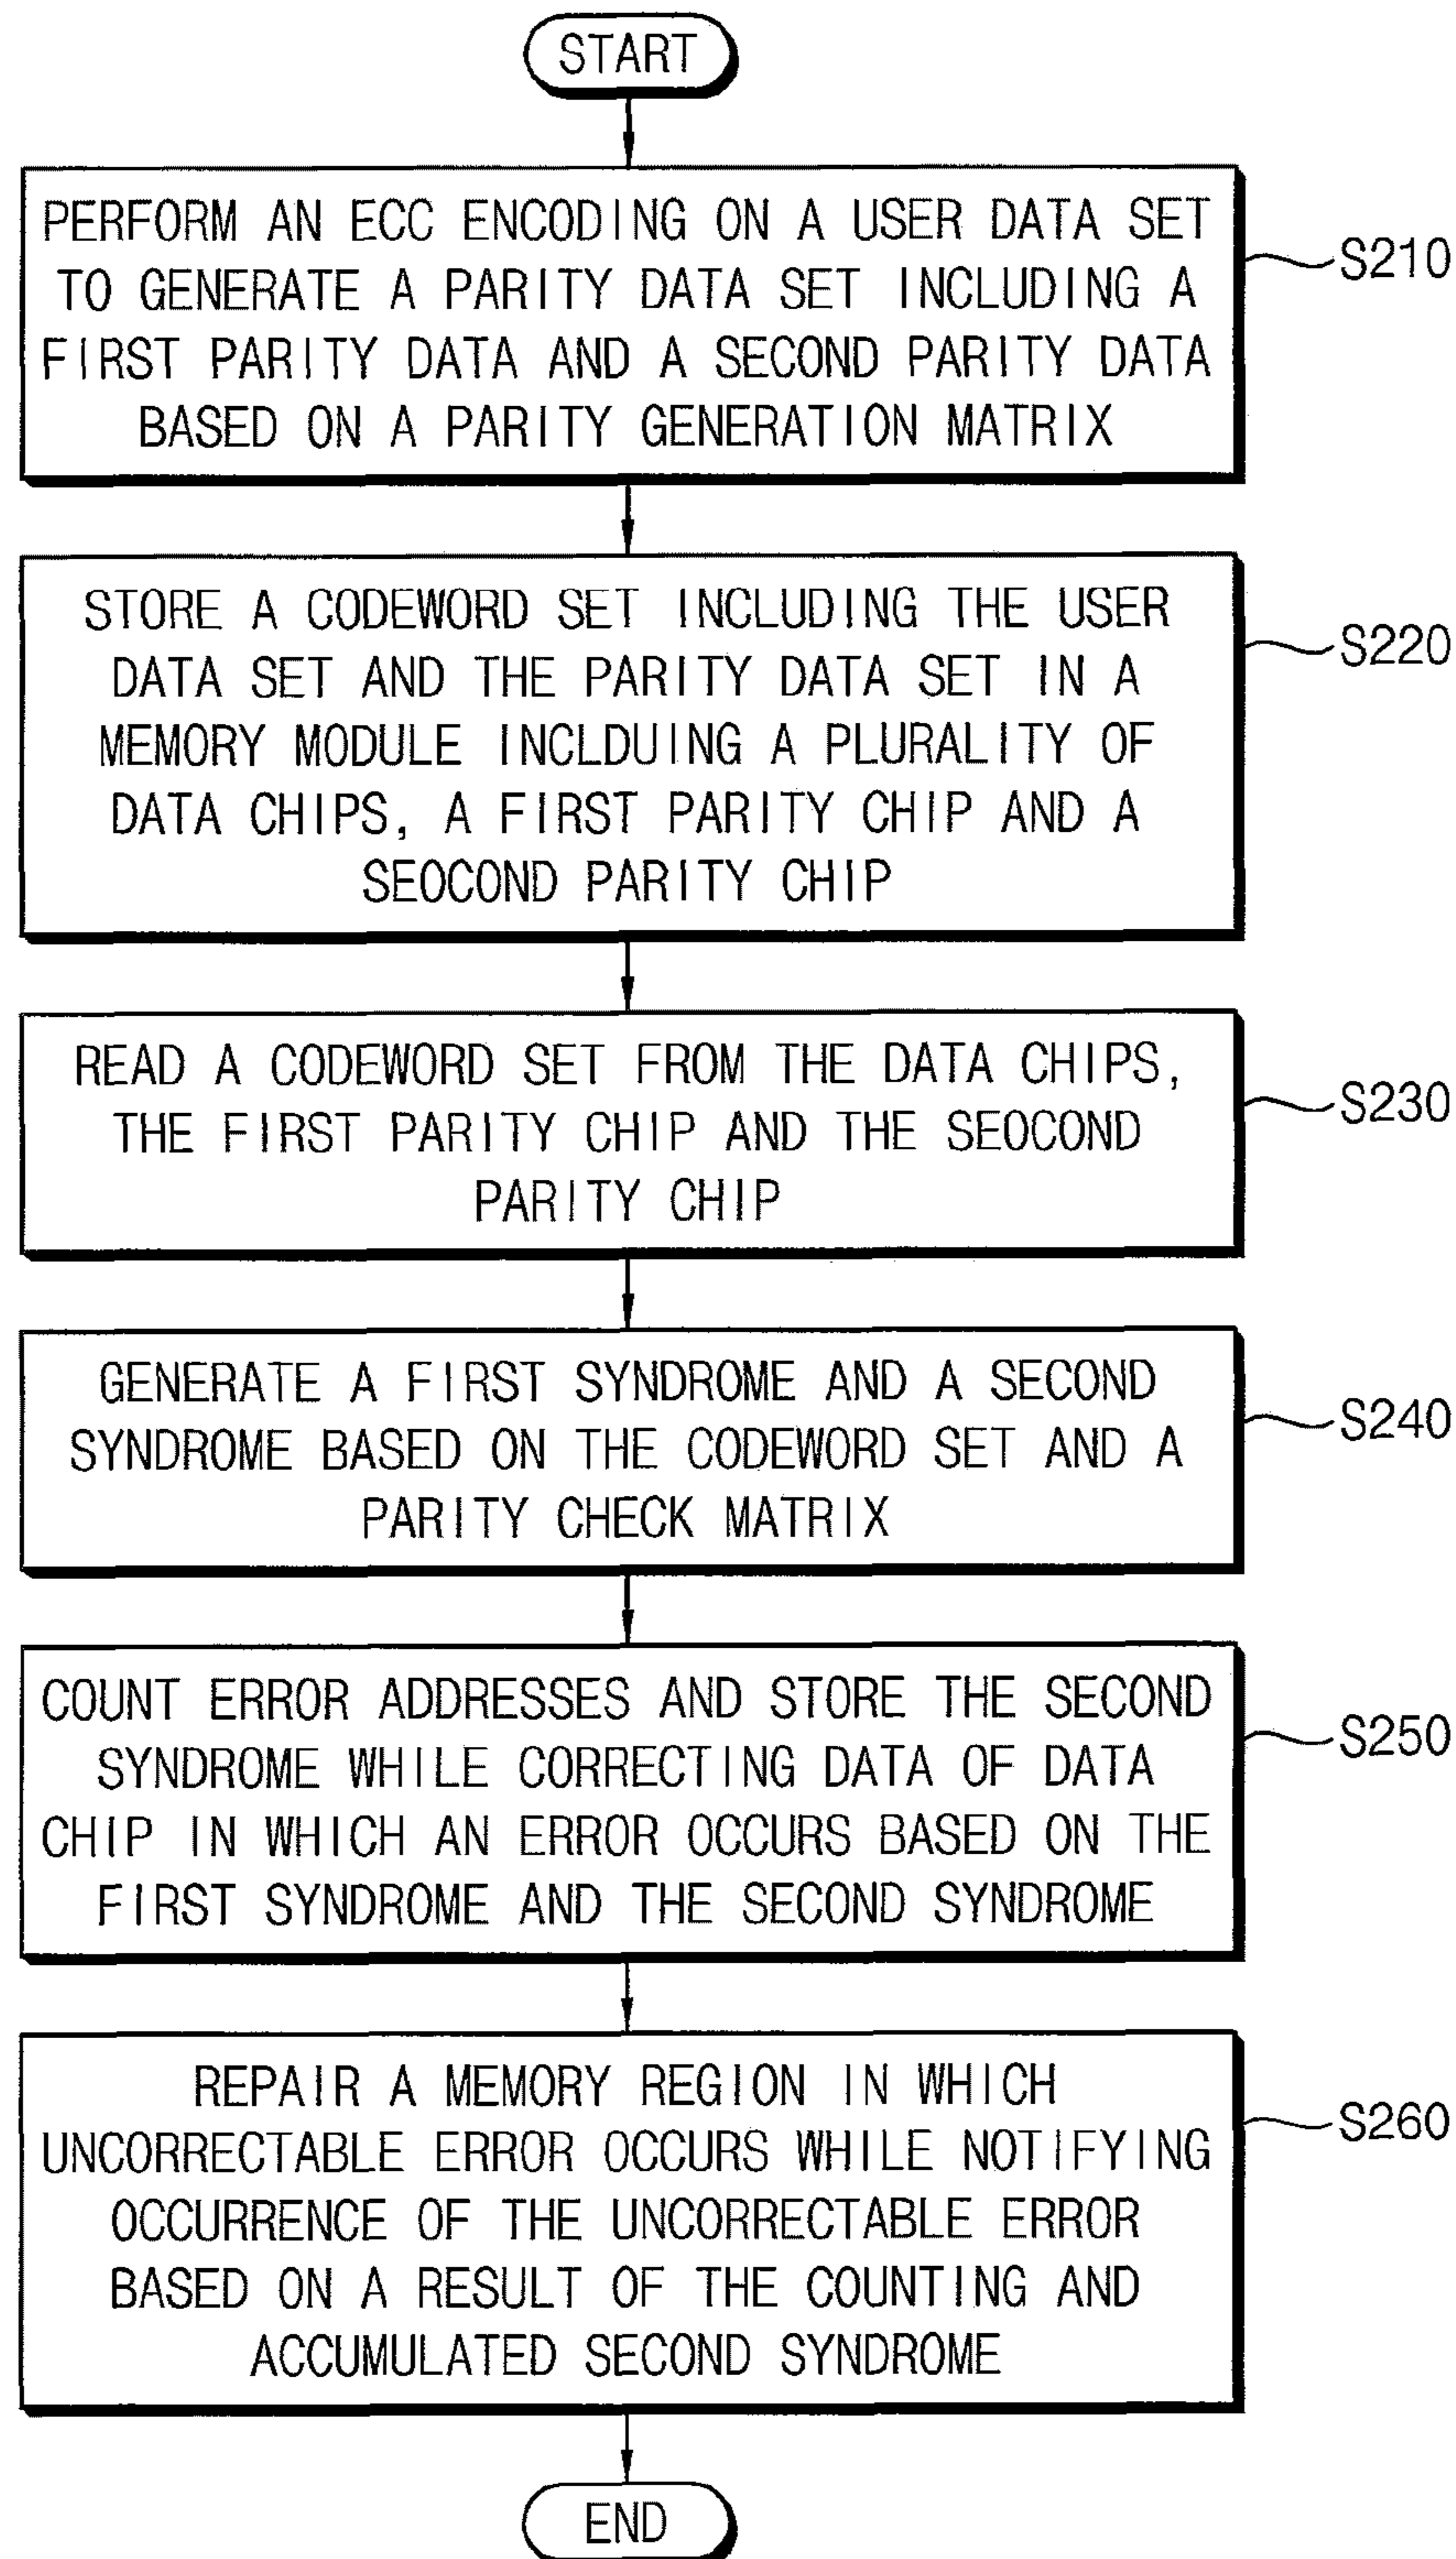 START
PERFORM AN ECC ENCODING ON A USER DATA SET
TO GENERATE A PARITY DATA SET INCLUDING A
FIRST PARITY DATA AND A SECOND PARITY DATA
BASED ON A PARITY GENERATION MATRIX
S210
STORE A CODEWORD SET INCLUDING THE USER
DATA SET AND THE PARITY DATA SET IN A
MEMORY MODULE INCLDUING A PLURALITY OF
DATA CHIPS, A FIRST PARITY CHIP AND A
SEOCOND PARITY CHIP
S220
READ A CODEWORD SET FROM THE DATA CHIPS,
THE FIRST PARITY CHIP AND THE SEOCOND
PARITY CHIP
S230
GENERATE A FIRST SYNDROME AND A SECOND
SYNDROME BASED ON THE CODEWORD SET AND A
PARITY CHECK MATRIX
S240
COUNT ERROR ADDRESSES AND STORE THE SECOND
SYNDROME WHILE CORRECTING DATA OF DATA
CHIP IN WHICH AN ERROR OCCURS BASED ON THE
FIRST SYNDROME AND THE SECOND SYNDROME
S250
REPAIR A MEMORY REGION IN WHICH
UNCORRECTABLE ERROR OCCURS WHILE NOTIFYING
OCCURRENCE OF THE UNCORRECTABLE ERROR
BASED ON A RESULT OF THE COUNTING AND
ACCUMULATED SECOND SYNDROME
S260
END